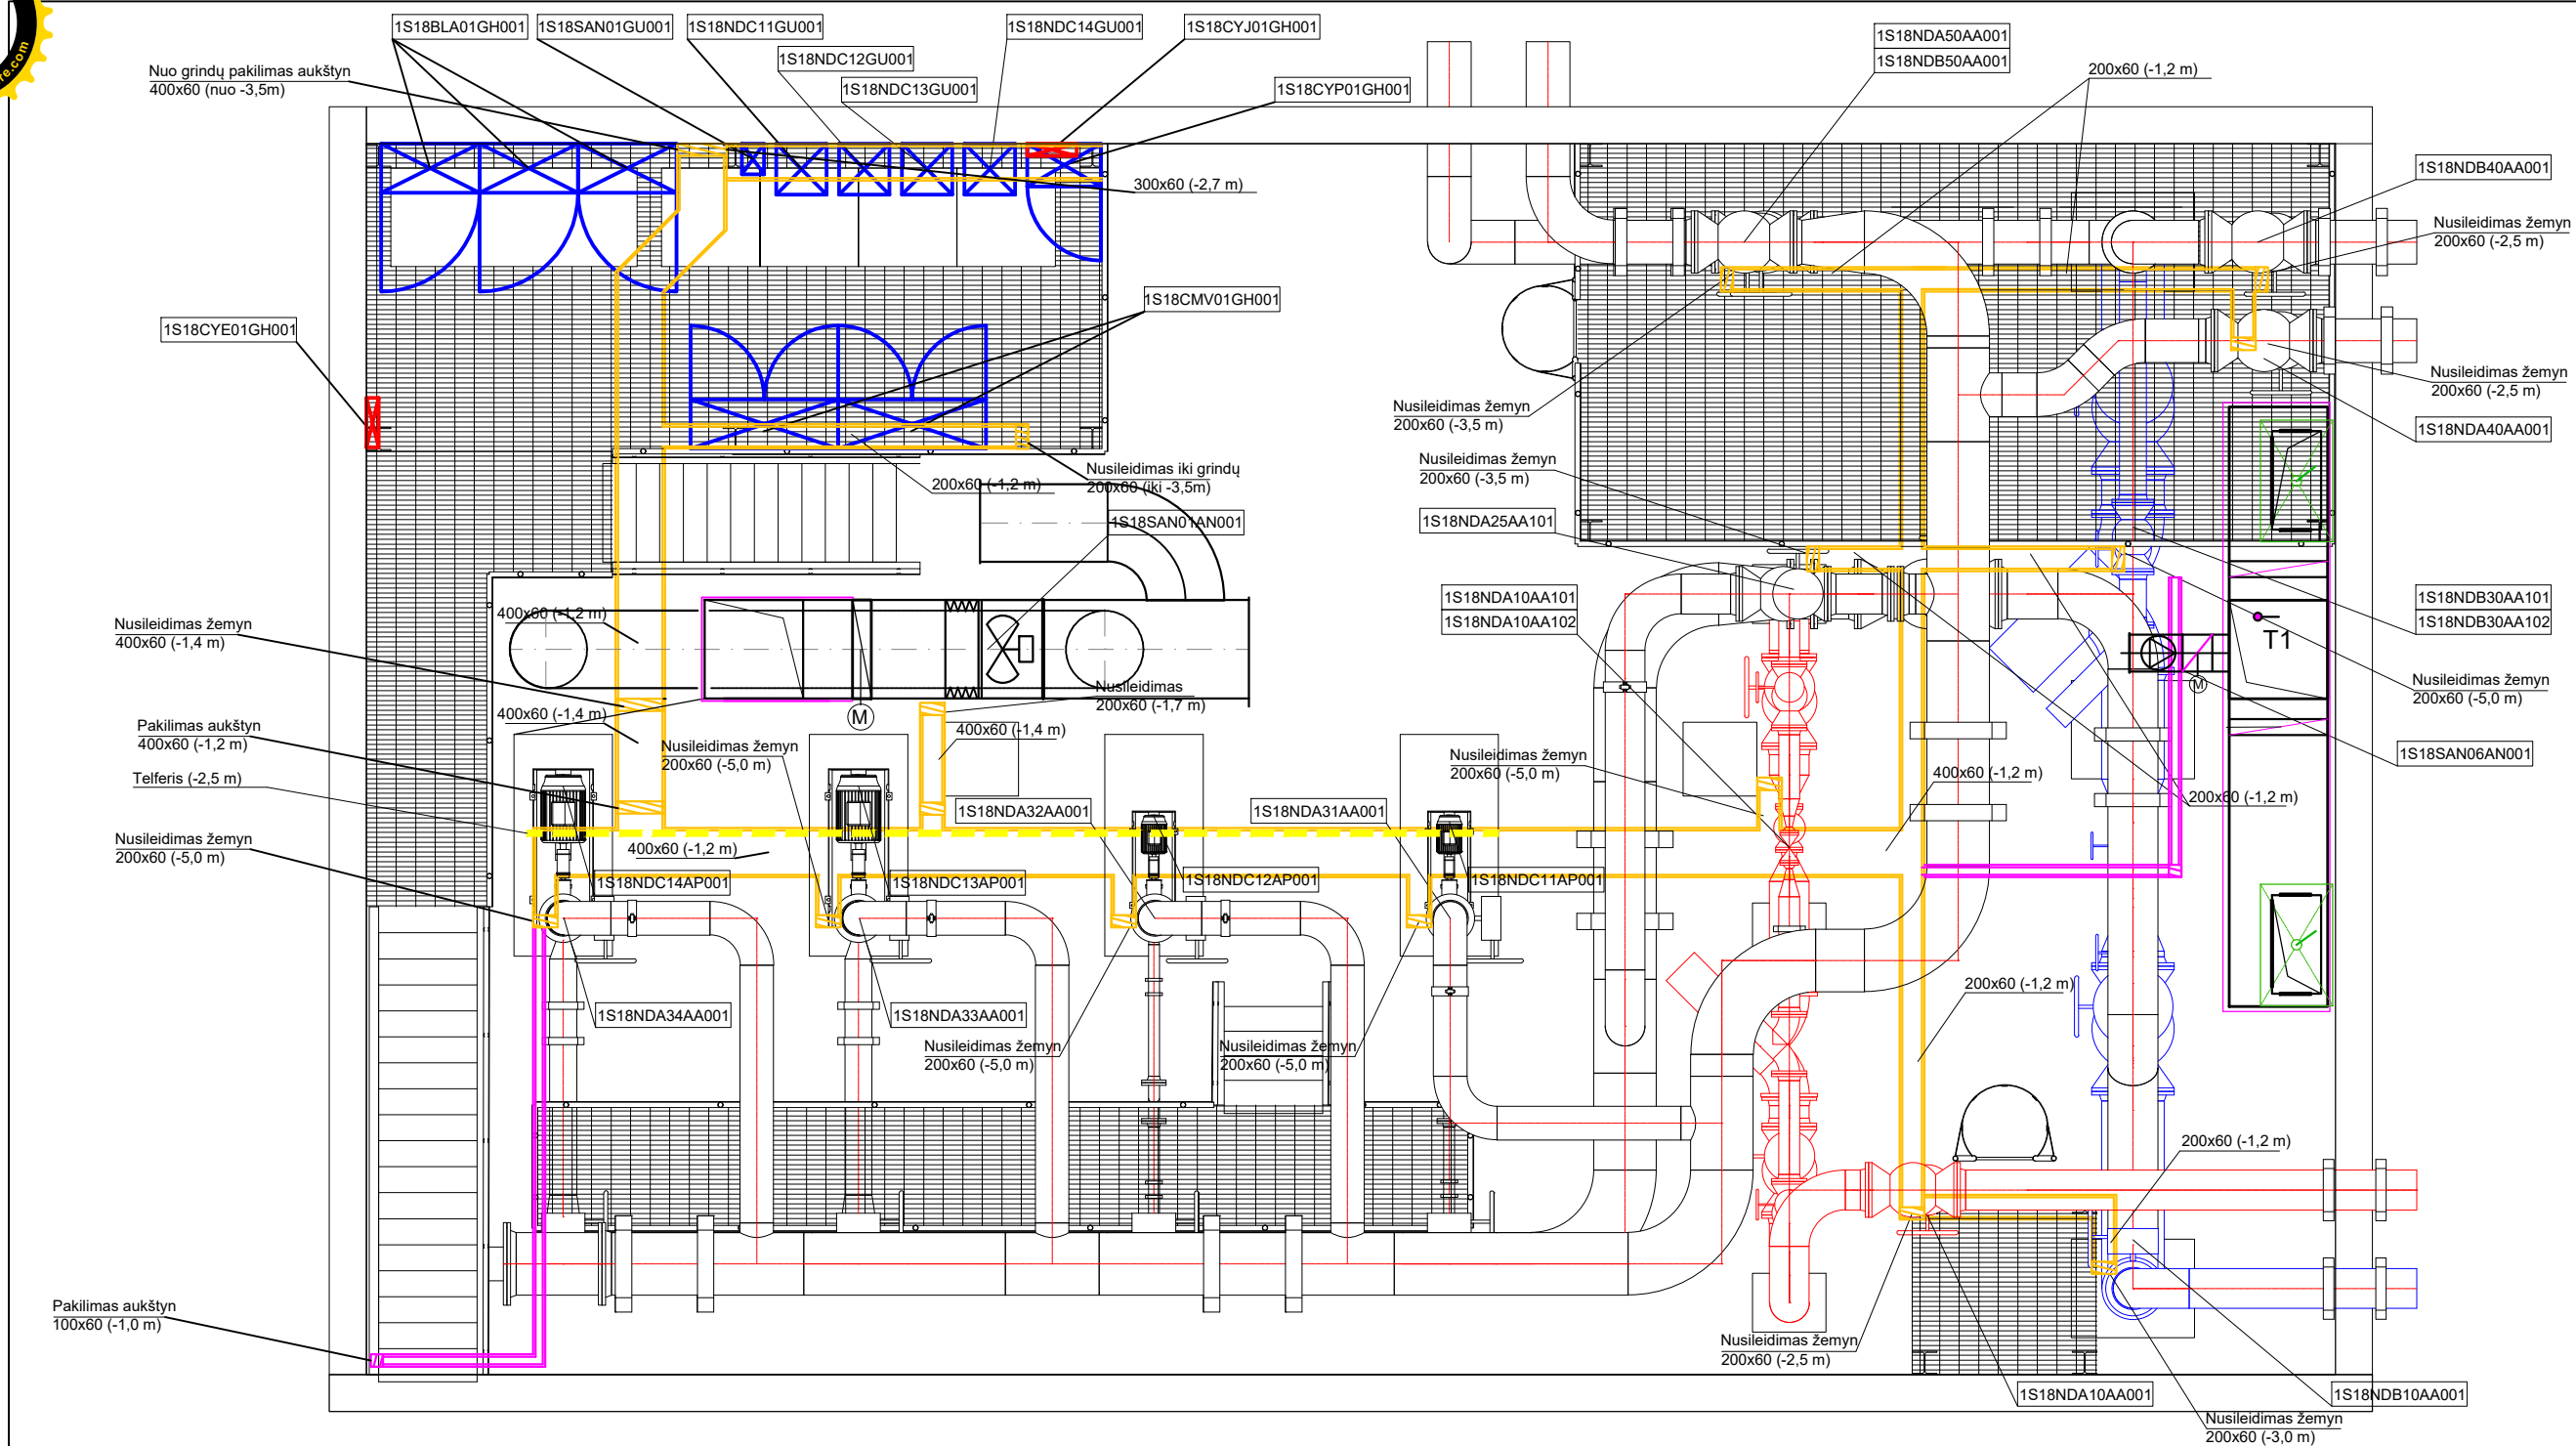 re.com
1S18BLA01GH001
1S18SAN01GU001
1S18NDC11GU001
1S18NDC14GU001
1S18CYJ01GH001
1S18NDC12GU001
1S18NDC13GU001
1S18CYP01GH001
Nuo grindų pakilimas aukštyn
400x60 (nuo -3,5m)
1S18NDA50AA001
1S18NDB50AA001
200x60 (-1,2 m)
1S18NDB40AA001
300x60 (-2,7 m)
Nusileidimas žemyn
200x60 (-2,5 m)
1S18CYE01GH001
1S18CMV01GH001
Nusileidimas žemyn
200x60 (-2,5 m)
Nusileidimas žemyn
200x60 (-3,5 m)
1S18NDA40AA001
Nusileidimas žemyn
200x60 (-3,5 m)
200x60 (-1,2 m)
Nusileidimas iki grindų
200x60 (iki -3,5m)
1S18SAN01AN001
1S18NDA25AA101
1S18NDA10AA101
1S18NDA10AA102
1S18NDB30AA101
1S18NDB30AA102
T1
400x60 (-1,2 m)
Nusileidimas žemyn
400x60 (-1,4 m)
Nusileidimas
200x60 (-1,7 m)
M
M
Nusileidimas žemyn
200x60 (-5,0 m)
400x60 (-1,4 m)
Pakilimas aukštyn
400x60 (-1,2 m)
Nusileidimas žemyn
200x60 (-5,0 m)
400x60 (-1,4 m)
Nusileidimas žemyn
200x60 (-5,0 m)
1S18SAN06AN001
Telferis (-2,5 m)
400x60 (-1,2 m)
200x60 (-1,2 m)
1S18NDA32AA001
1S18NDA31AA001
Nusileidimas žemyn
200x60 (-5,0 m)
400x60 (-1,2 m)
1S18NDC14AP001
1S18NDC13AP001
1S18NDC12AP001
1S18NDC11AP001
200x60 (-1,2 m)
1S18NDA34AA001
1S18NDA33AA001
Nusileidimas žemyn
200x60 (-5,0 m)
Nusileidimas žemyn
200x60 (-5,0 m)
200x60 (-1,2 m)
Pakilimas aukštyn
100x60 (-1,0 m)
Nusileidimas žemyn
200x60 (-2,5 m)
1S18NDA10AA001
1S18NDB10AA001
Nusileidimas žemyn
200x60 (-3,0 m)